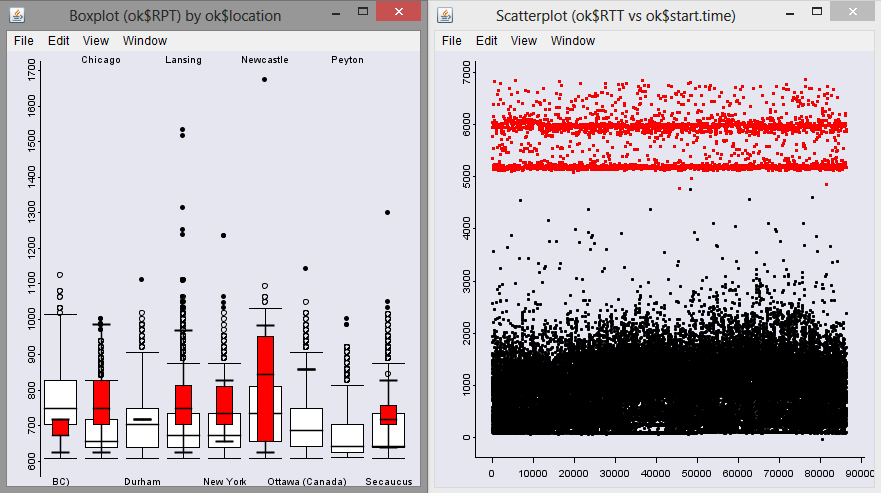 Boxplot (ok$RPT) by ok$location
File Edit View Window
Chicago Lansing Newcastle Peyton
1700
1600
1500
1400
1300
1200
1100
1000
900
800
700
600
BC) Durham New York Ottawa (Canada) Secaucus
Scatterplot (ok$RTT vs ok$start.time)
File Edit View Window
7000
6000
5000
4000
3000
2000
1000
0
0 10000 20000 30000 40000 50000 60000 70000 80000 90000